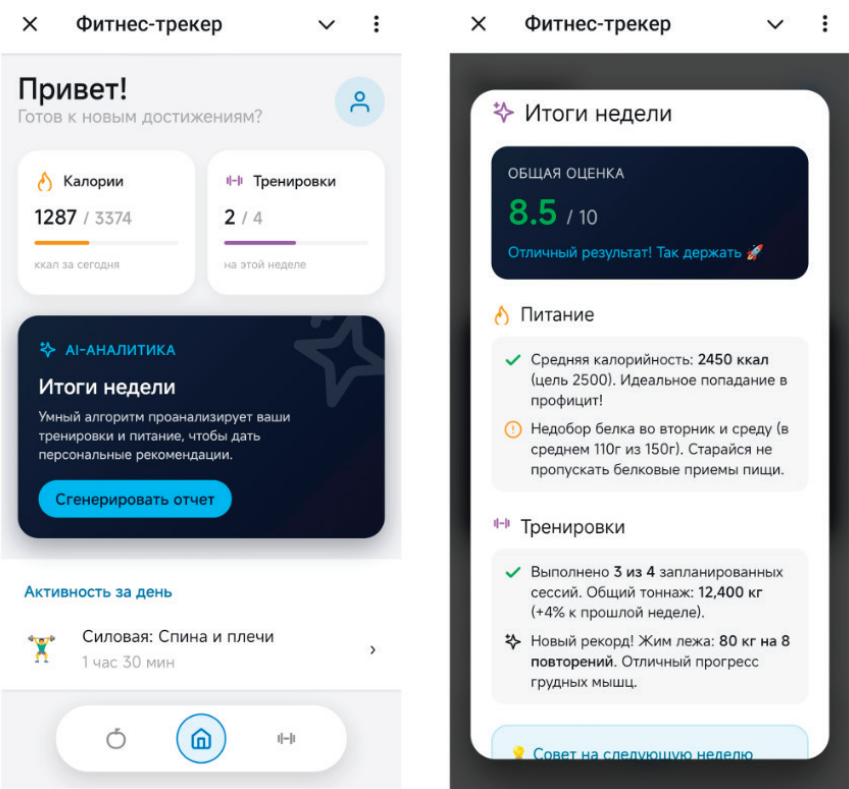 Фитнес-трекер
Привет!
Готов к новым достижениям?
Калории
1287 / 3374
ккал за сегодня
Тренировки
2 / 4
на этой неделе
AI-АНАЛИТИКА
Итоги недели
Умный алгоритм проанализирует ваши
тренировки и питание, чтобы дать
персональные рекомендации.
Сгенерировать отчет
Активность за день
Силовая: Спина и плечи
1 час 30 мин
Фитнес-трекер
Итоги недели
ОБЩАЯ ОЦЕНКА
8.5 / 10
Отличный результат! Так держать 🚀
Питание
Средняя калорийность: 2450 ккал
(цель 2500). Идеальное попадание в
профицит!
Недобор белка во вторник и среду (в
среднем 110г из 150г). Старайся не
пропускать белковые приемы пищи.
Тренировки
Выполнено 3 из 4 запланированных
сессий. Общий тоннаж: 12,400 кг
(+4% к прошлой неделе).
Новый рекорд! Жим лежа: 80 кг на 8
повторений. Отличный прогресс
грудных мышц.
💡 Совет на следующую неделю